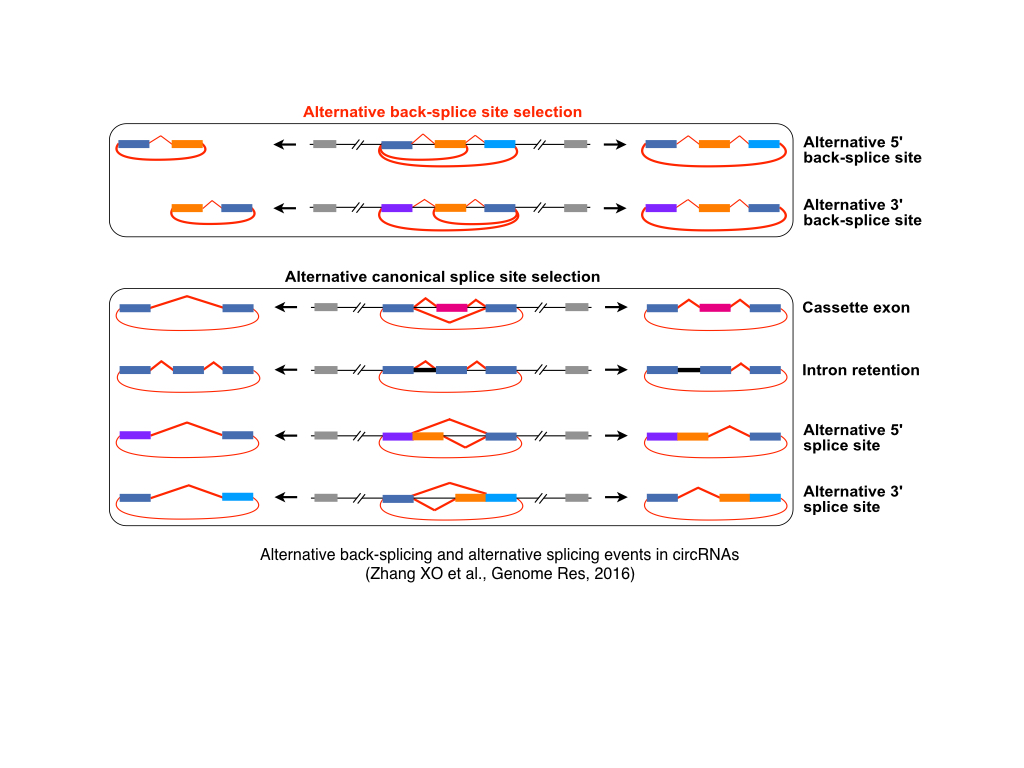 Alternative back-splice site selection
Alternative 5'
back-splice site
Alternative 3'
back-splice site
Alternative canonical splice site selection
Cassette exon
Intron retention
Alternative 5'
splice site
Alternative 3'
splice site
Alternative back-splicing and alternative splicing events in circRNAs
(Zhang XO et al., Genome Res, 2016)